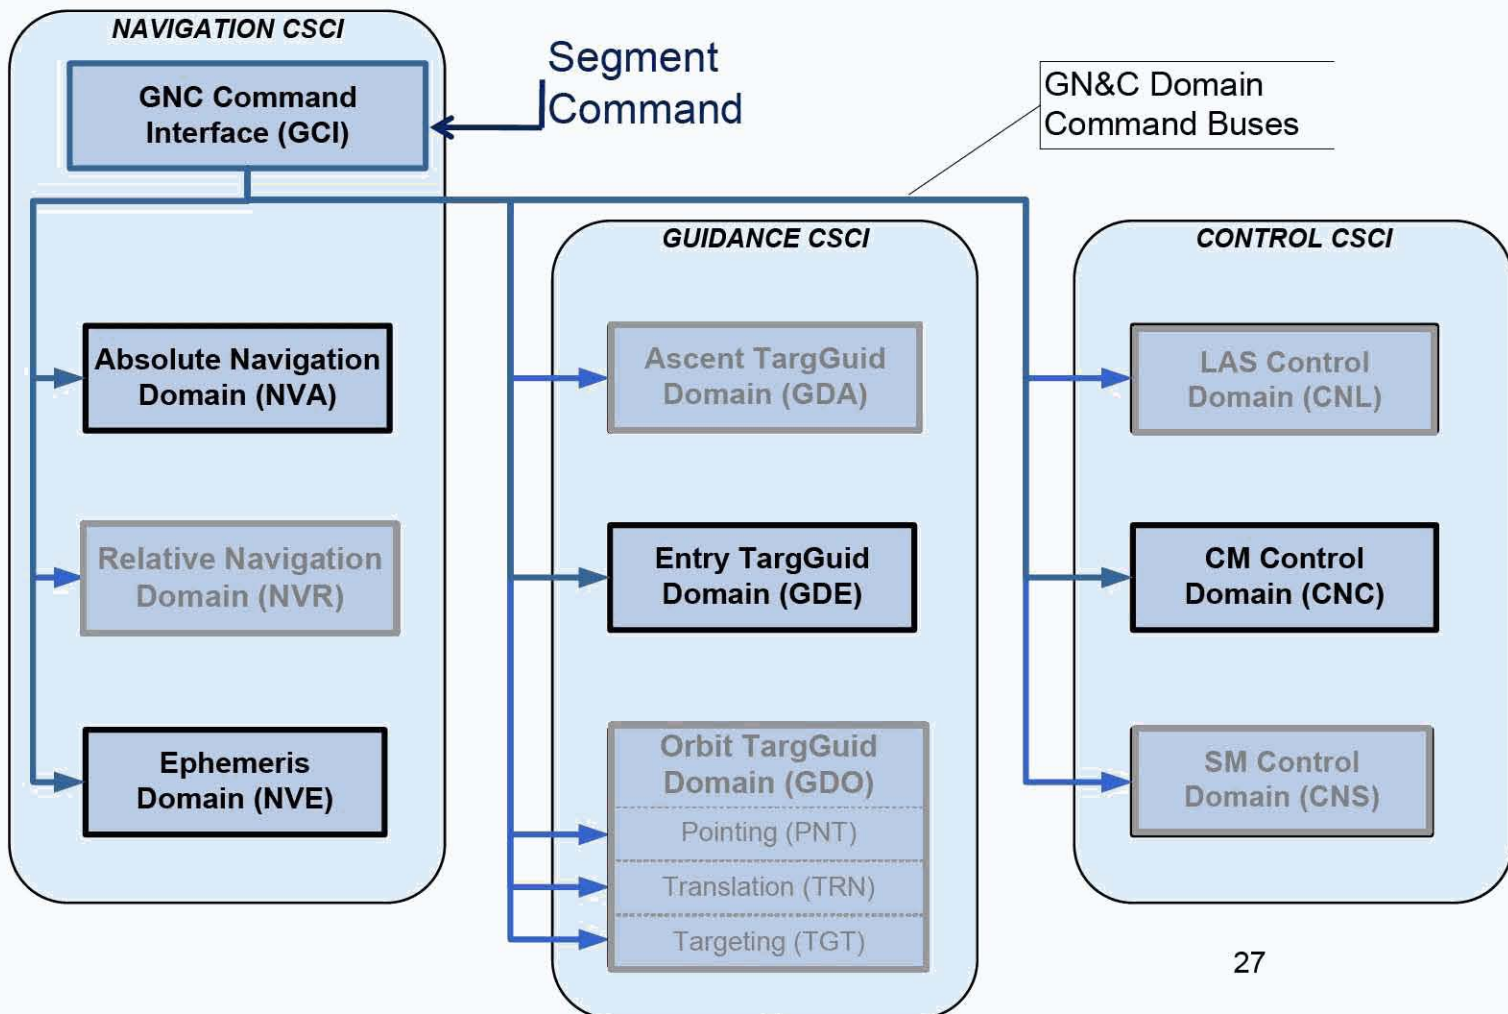 NAVIGATION CSCI
GNC Command
Interface (GCI)
Segment
Command
GN&C Domain
Command Buses
Absolute Navigation
Domain (NVA)
Relative Navigation
Domain (NVR)
Ephemeris
Domain (NVE)
GUIDANCE CSCI
Ascent TargGuid
Domain (GDA)
Entry TargGuid
Domain (GDE)
Orbit TargGuid
Domain (GDO)
Pointing (PNT)
Translation (TRN)
Targeting (TGT)
CONTROL CSCI
LAS Control
Domain (CNL)
CM Control
Domain (CNC)
SM Control
Domain (CNS)
27